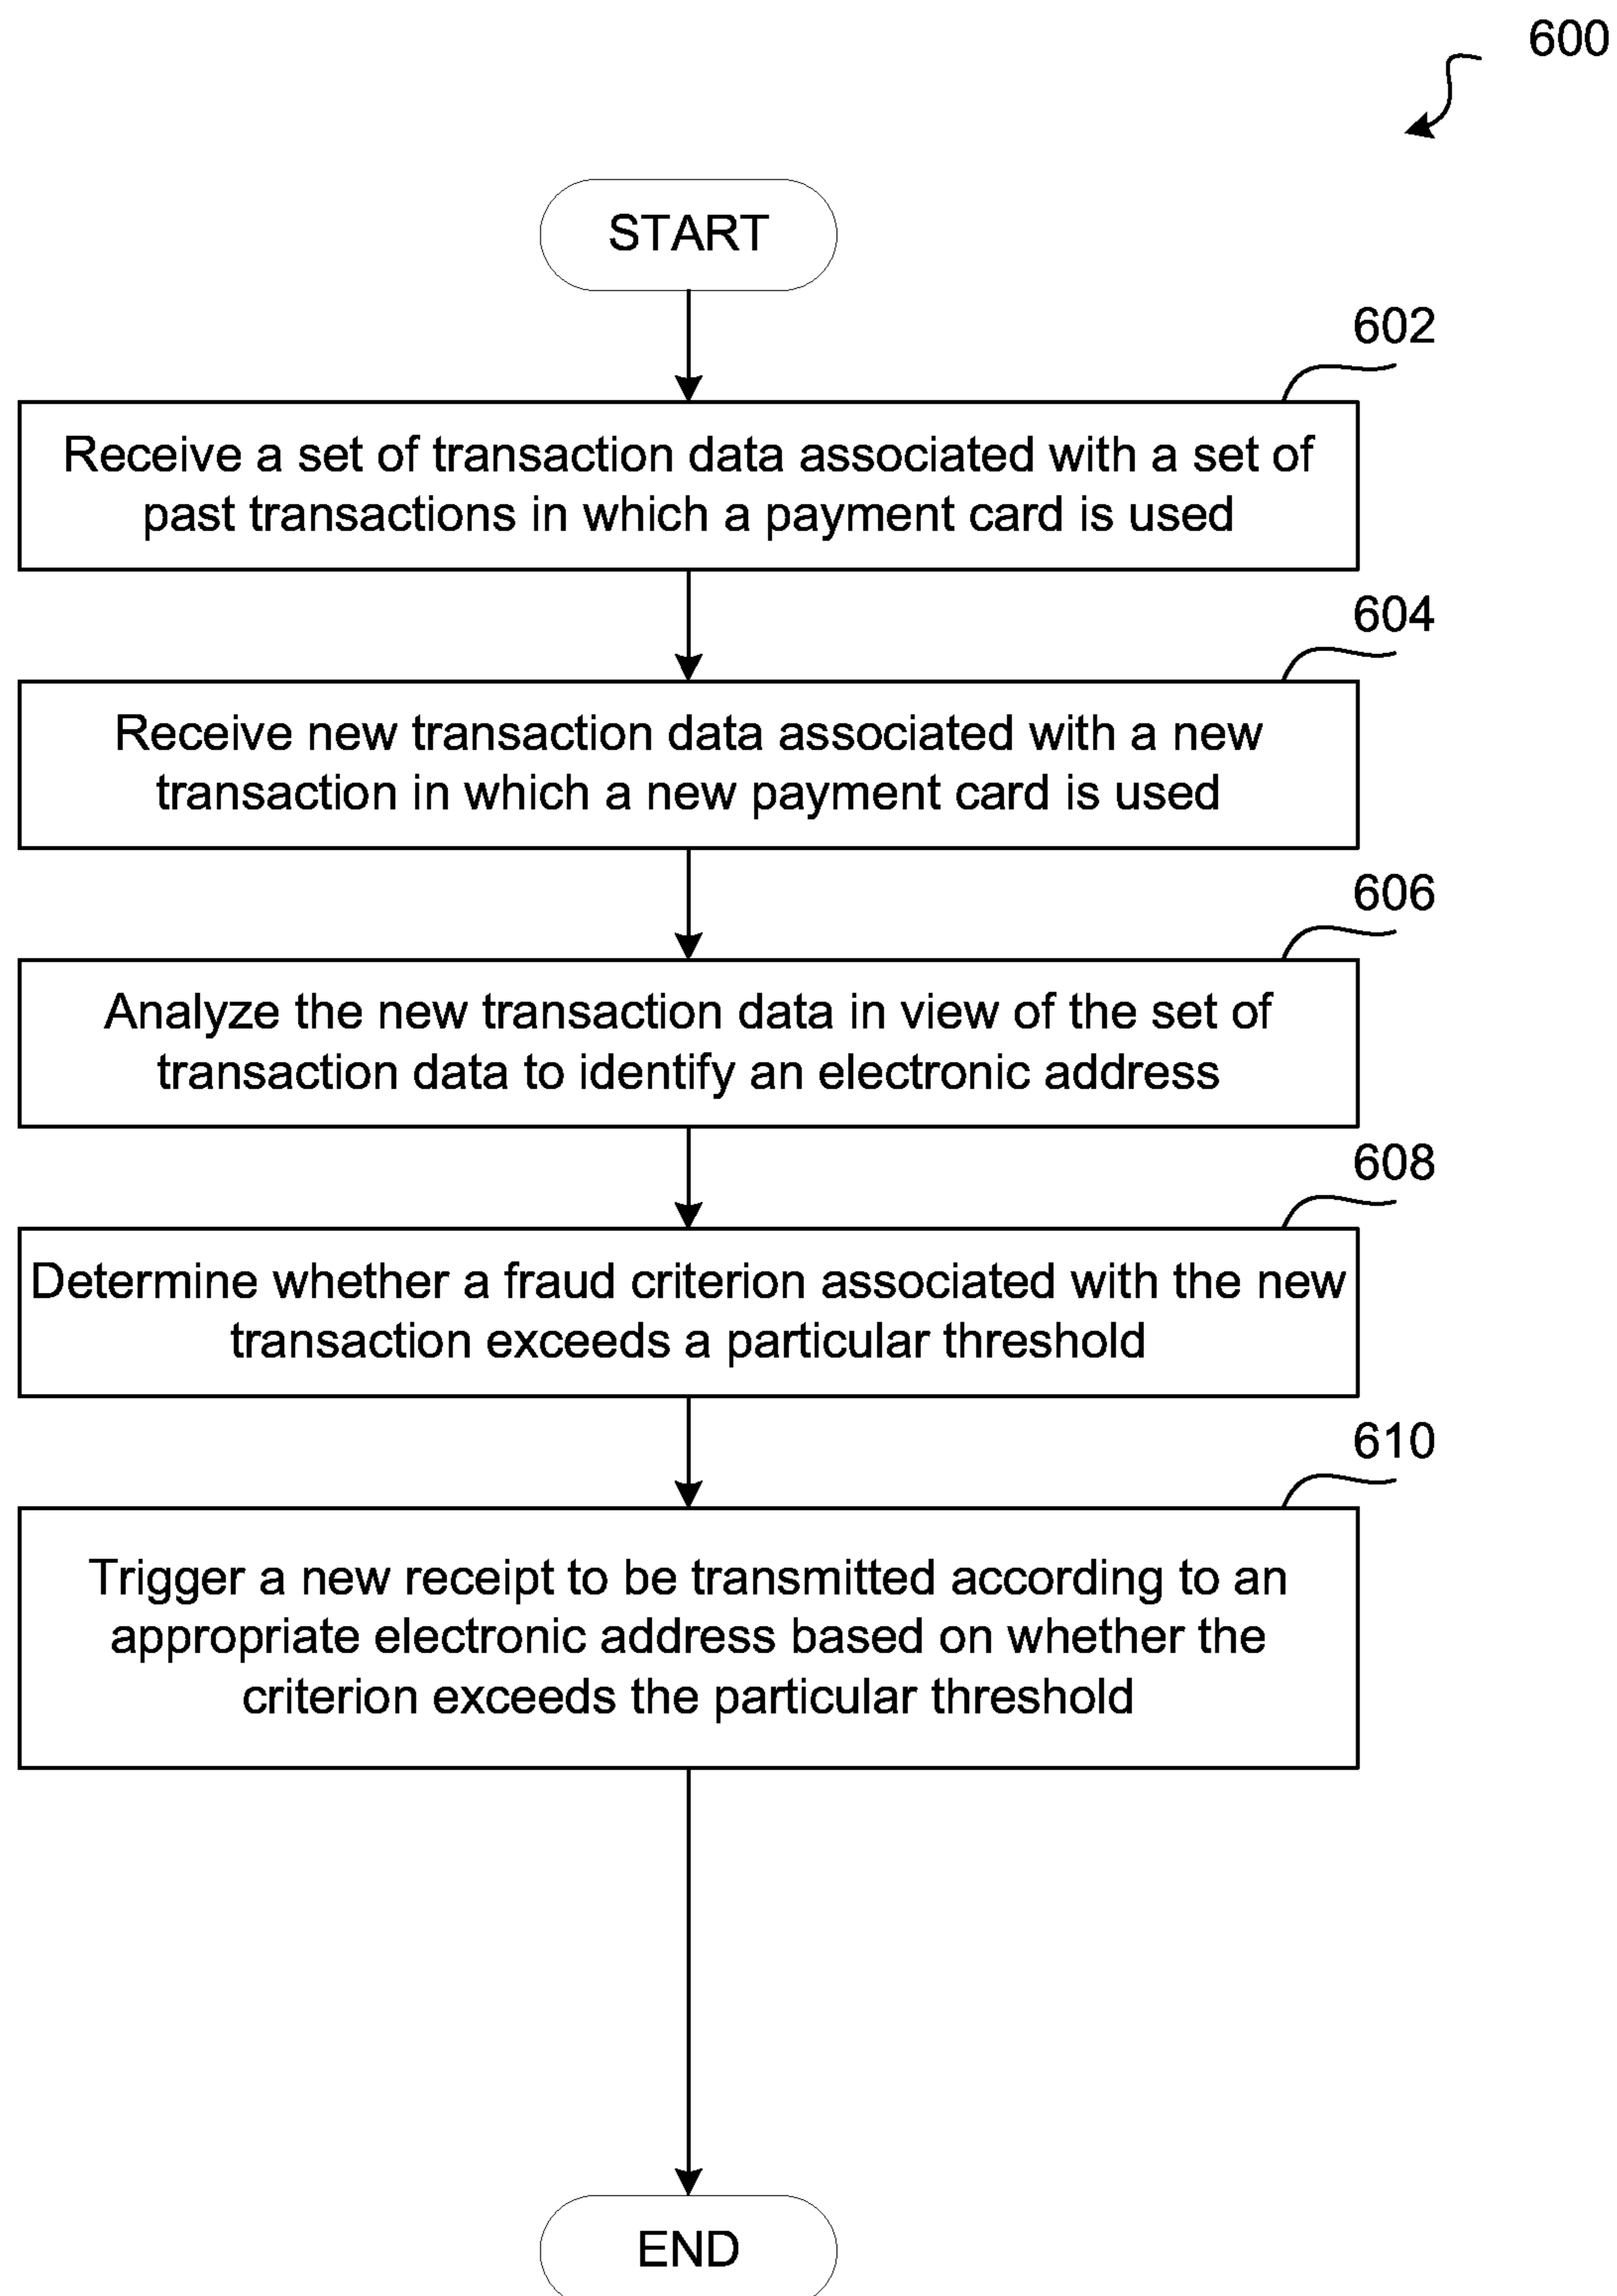 600
START
602
Receive a set of transaction data associated with a set of
past transactions in which a payment card is used
604
Receive new transaction data associated with a new
transaction in which a new payment card is used
606
Analyze the new transaction data in view of the set of
transaction data to identify an electronic address
608
Determine whether a fraud criterion associated with the new
transaction exceeds a particular threshold
610
Trigger a new receipt to be transmitted according to an
appropriate electronic address based on whether the
criterion exceeds the particular threshold
END